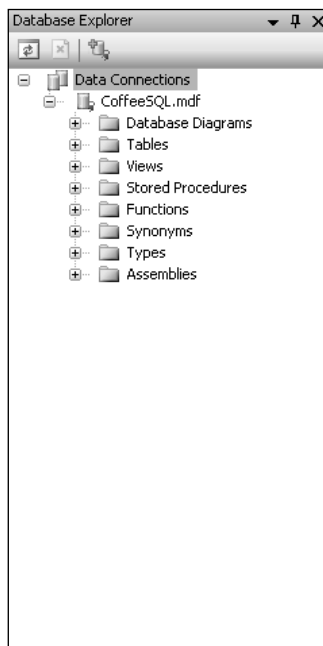 Database Explorer
Data Connections
CoffeeSQL.mdf
Database Diagrams
Tables
Views
Stored Procedures
Functions
Synonyms
Types
Assemblies